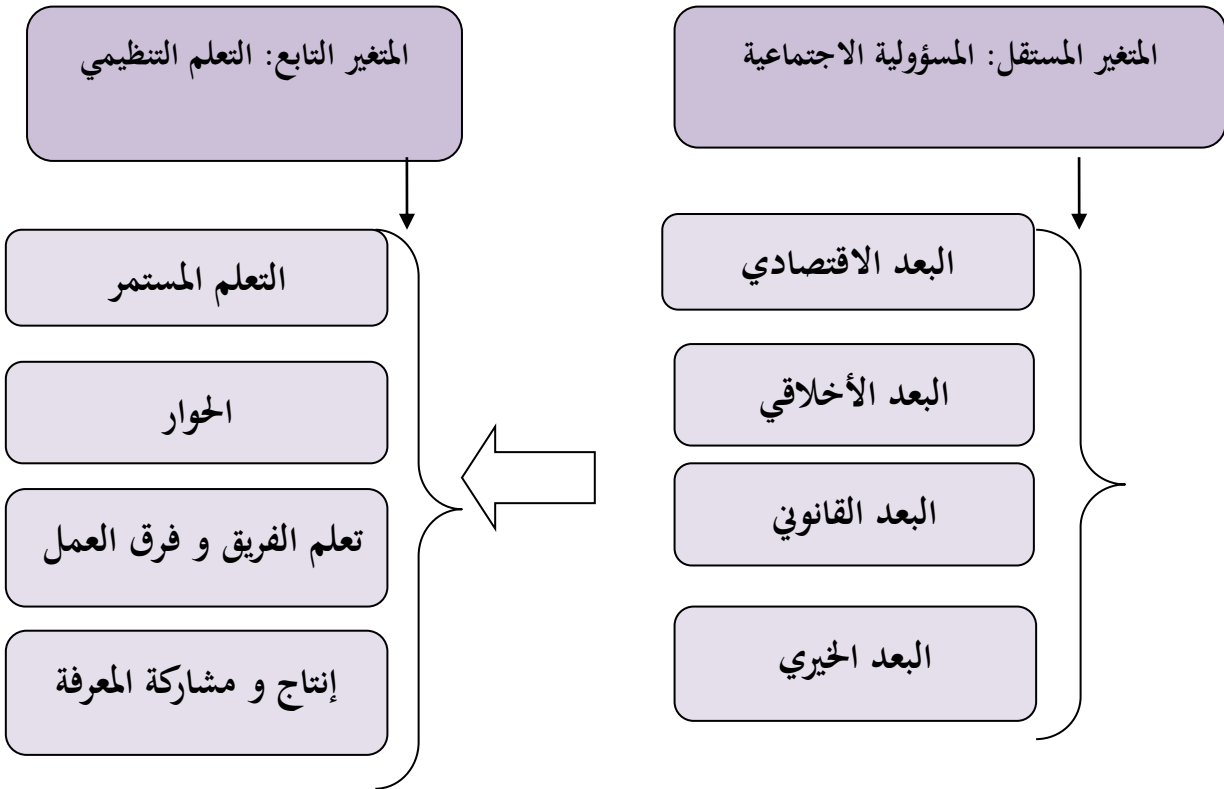 المتغير المستقل: المسؤولية الاجتماعية
المتغير التابع: التعلم التنظيمي
البعد الاقتصادي
البعد الأخلاقي
البعد القانوني
البعد الخيري
التعلم المستمر
الحوار
تعلم الفريق و فرق العمل
إنتاج و مشاركة المعرفة